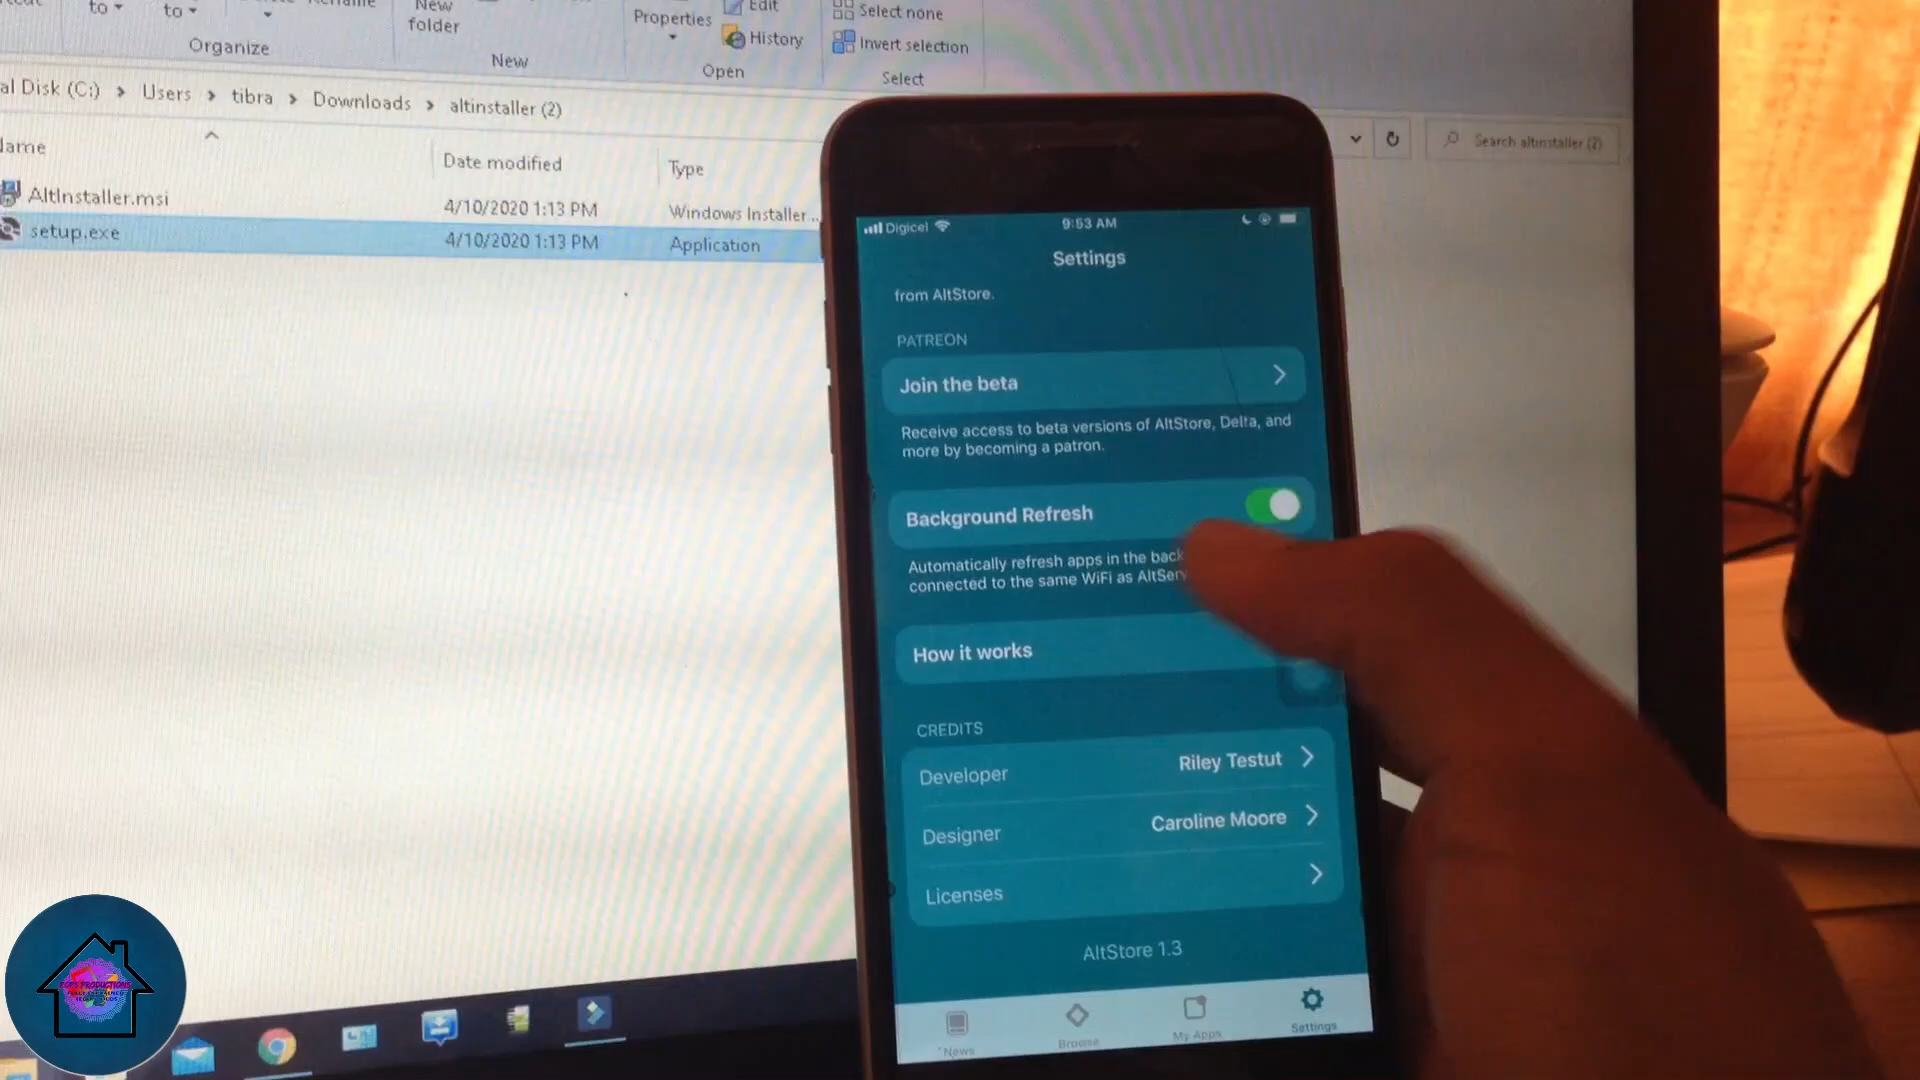 to
to
Organize
New
folder
New
Properties
Edit
History
Open
Select none
Invert selection
Select
al Disk (C:) > Users > tibra > Downloads > altinstaller (2)
Search altinstaller (2)
Name
Date modified
Type
AltInstaller.msi
4/10/2020 1:13 PM
Windows Installer...
setup.exe
4/10/2020 1:13 PM
Application
Digicel
9:53 AM
Settings
from AltStore.
PATREON
Join the beta
Receive access to beta versions of AltStore, Delta, and
more by becoming a patron.
Background Refresh
Automatically refresh apps in the back
connected to the same WiFi as AltServ
How it works
CREDITS
Developer
Riley Testut
Designer
Caroline Moore
Licenses
AltStore 1.3
News
Browse
My Apps
Settings